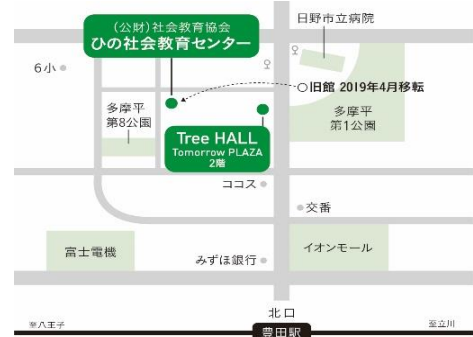 (公財)社会教育協会
ひの社会教育センター
日野市立病院
6小
○旧館 2019年4月移転
多摩平
第8公園
多摩平
第1公園
Tree HALL
Tomorrow PLAZA
2階
ココス
交番
富士電機
イオンモール
みずほ銀行
北口
至八王子
豊田駅
至立川